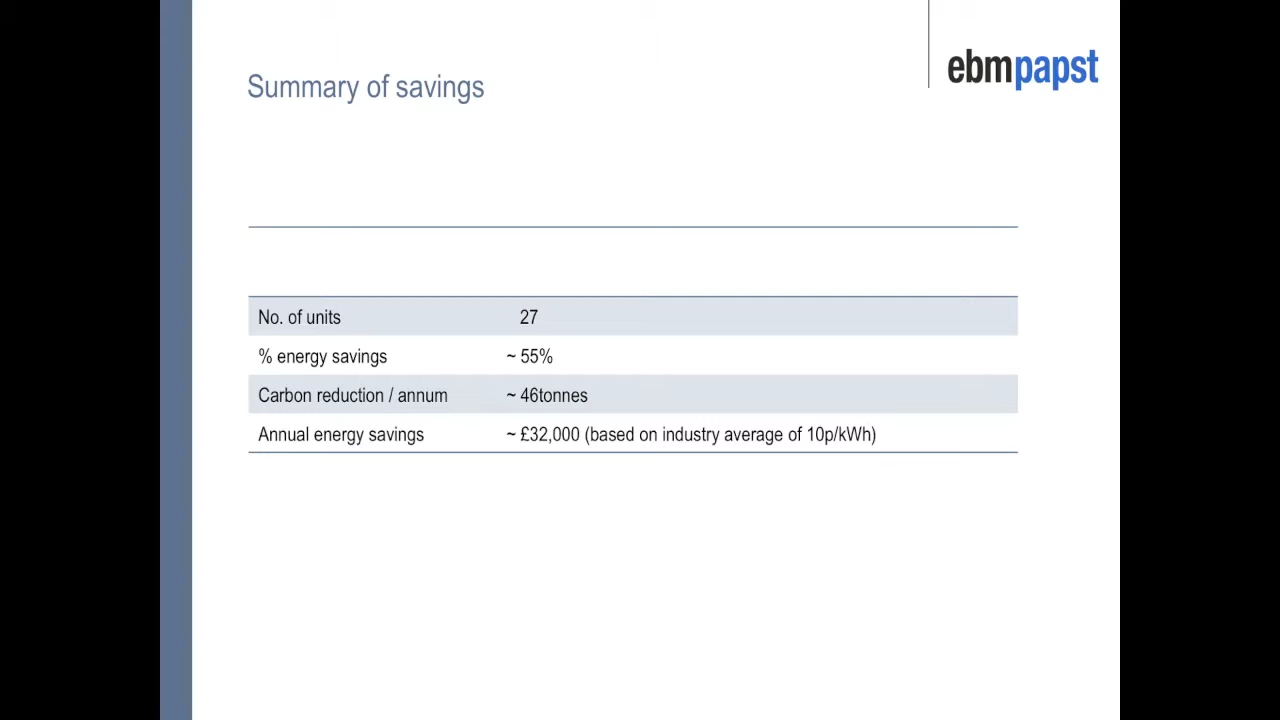 ebmpapst
Summary of savings
No. of units 27
% energy savings ~ 55%
Carbon reduction / annum ~ 46tonnes
Annual energy savings ~ £32,000 (based on industry average of 10p/kWh)